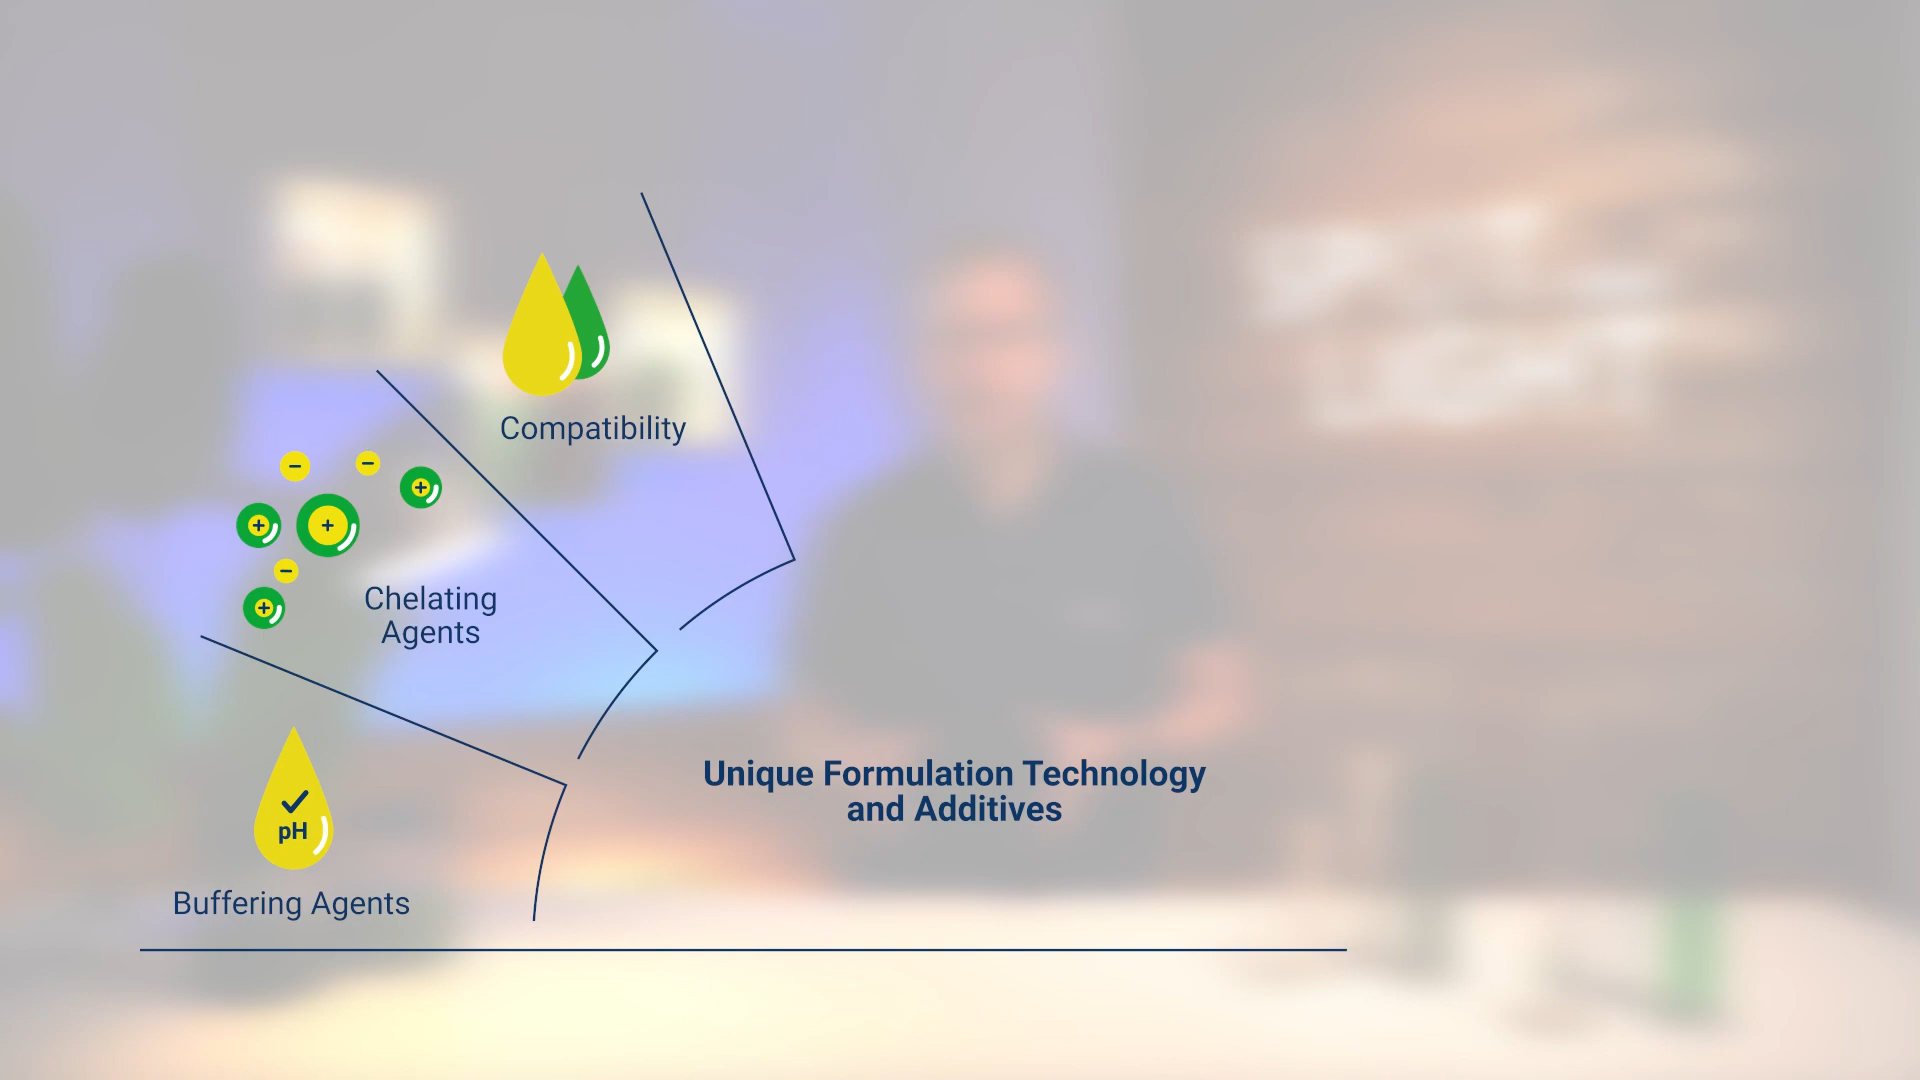 Compatibility
Chelating
Agents
pH
Buffering Agents
Unique Formulation Technology
and Additives